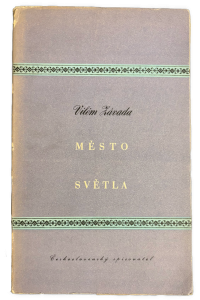 Vilém Závada
MĚSTO
SVĚTLA
Československý spisovatel